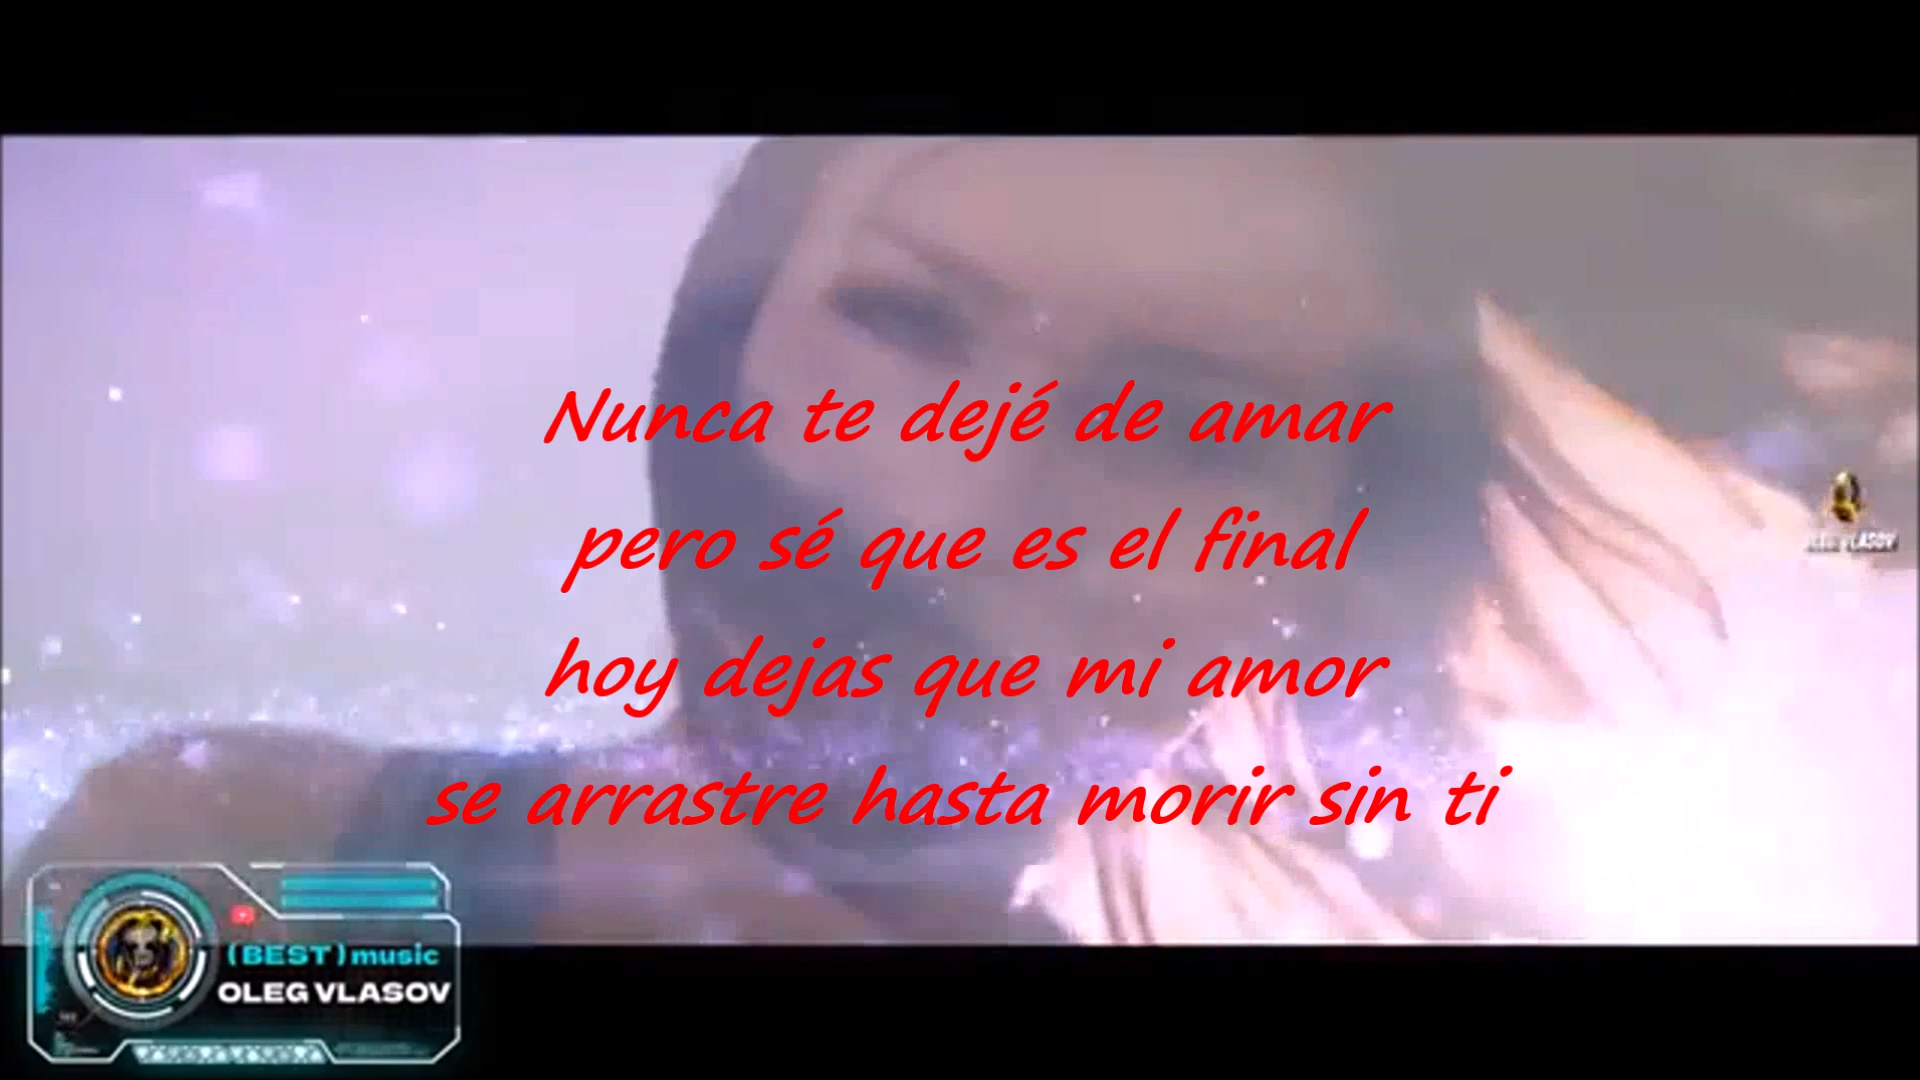 Nunca te dejé de amar
pero sé que es el final
hoy dejas que mi amor
se arrastre hasta morir sin ti
OLEG VLASOV
(BEST)music
OLEG VLASOV